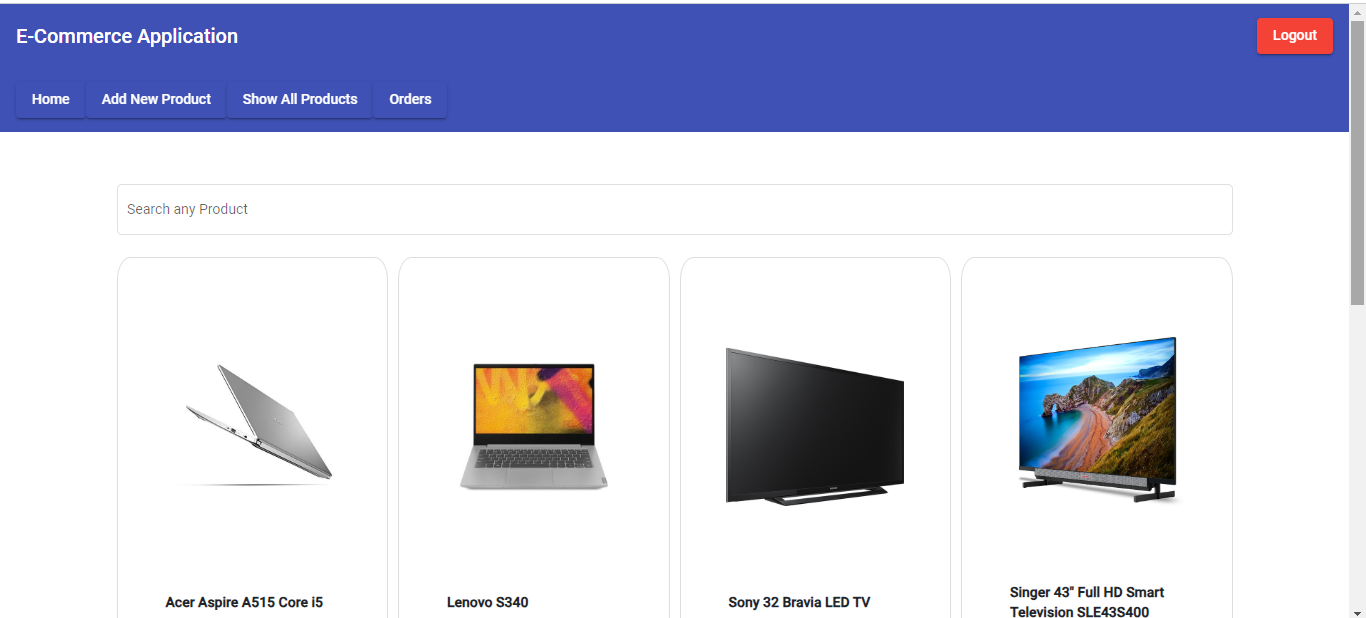 E-Commerce Application
Logout
Home
Add New Product
Show All Products
Orders
Search any Product
Acer Aspire A515 Core i5
Lenovo S340
Sony 32 Bravia LED TV
Singer 43" Full HD Smart
Television SLE43S400